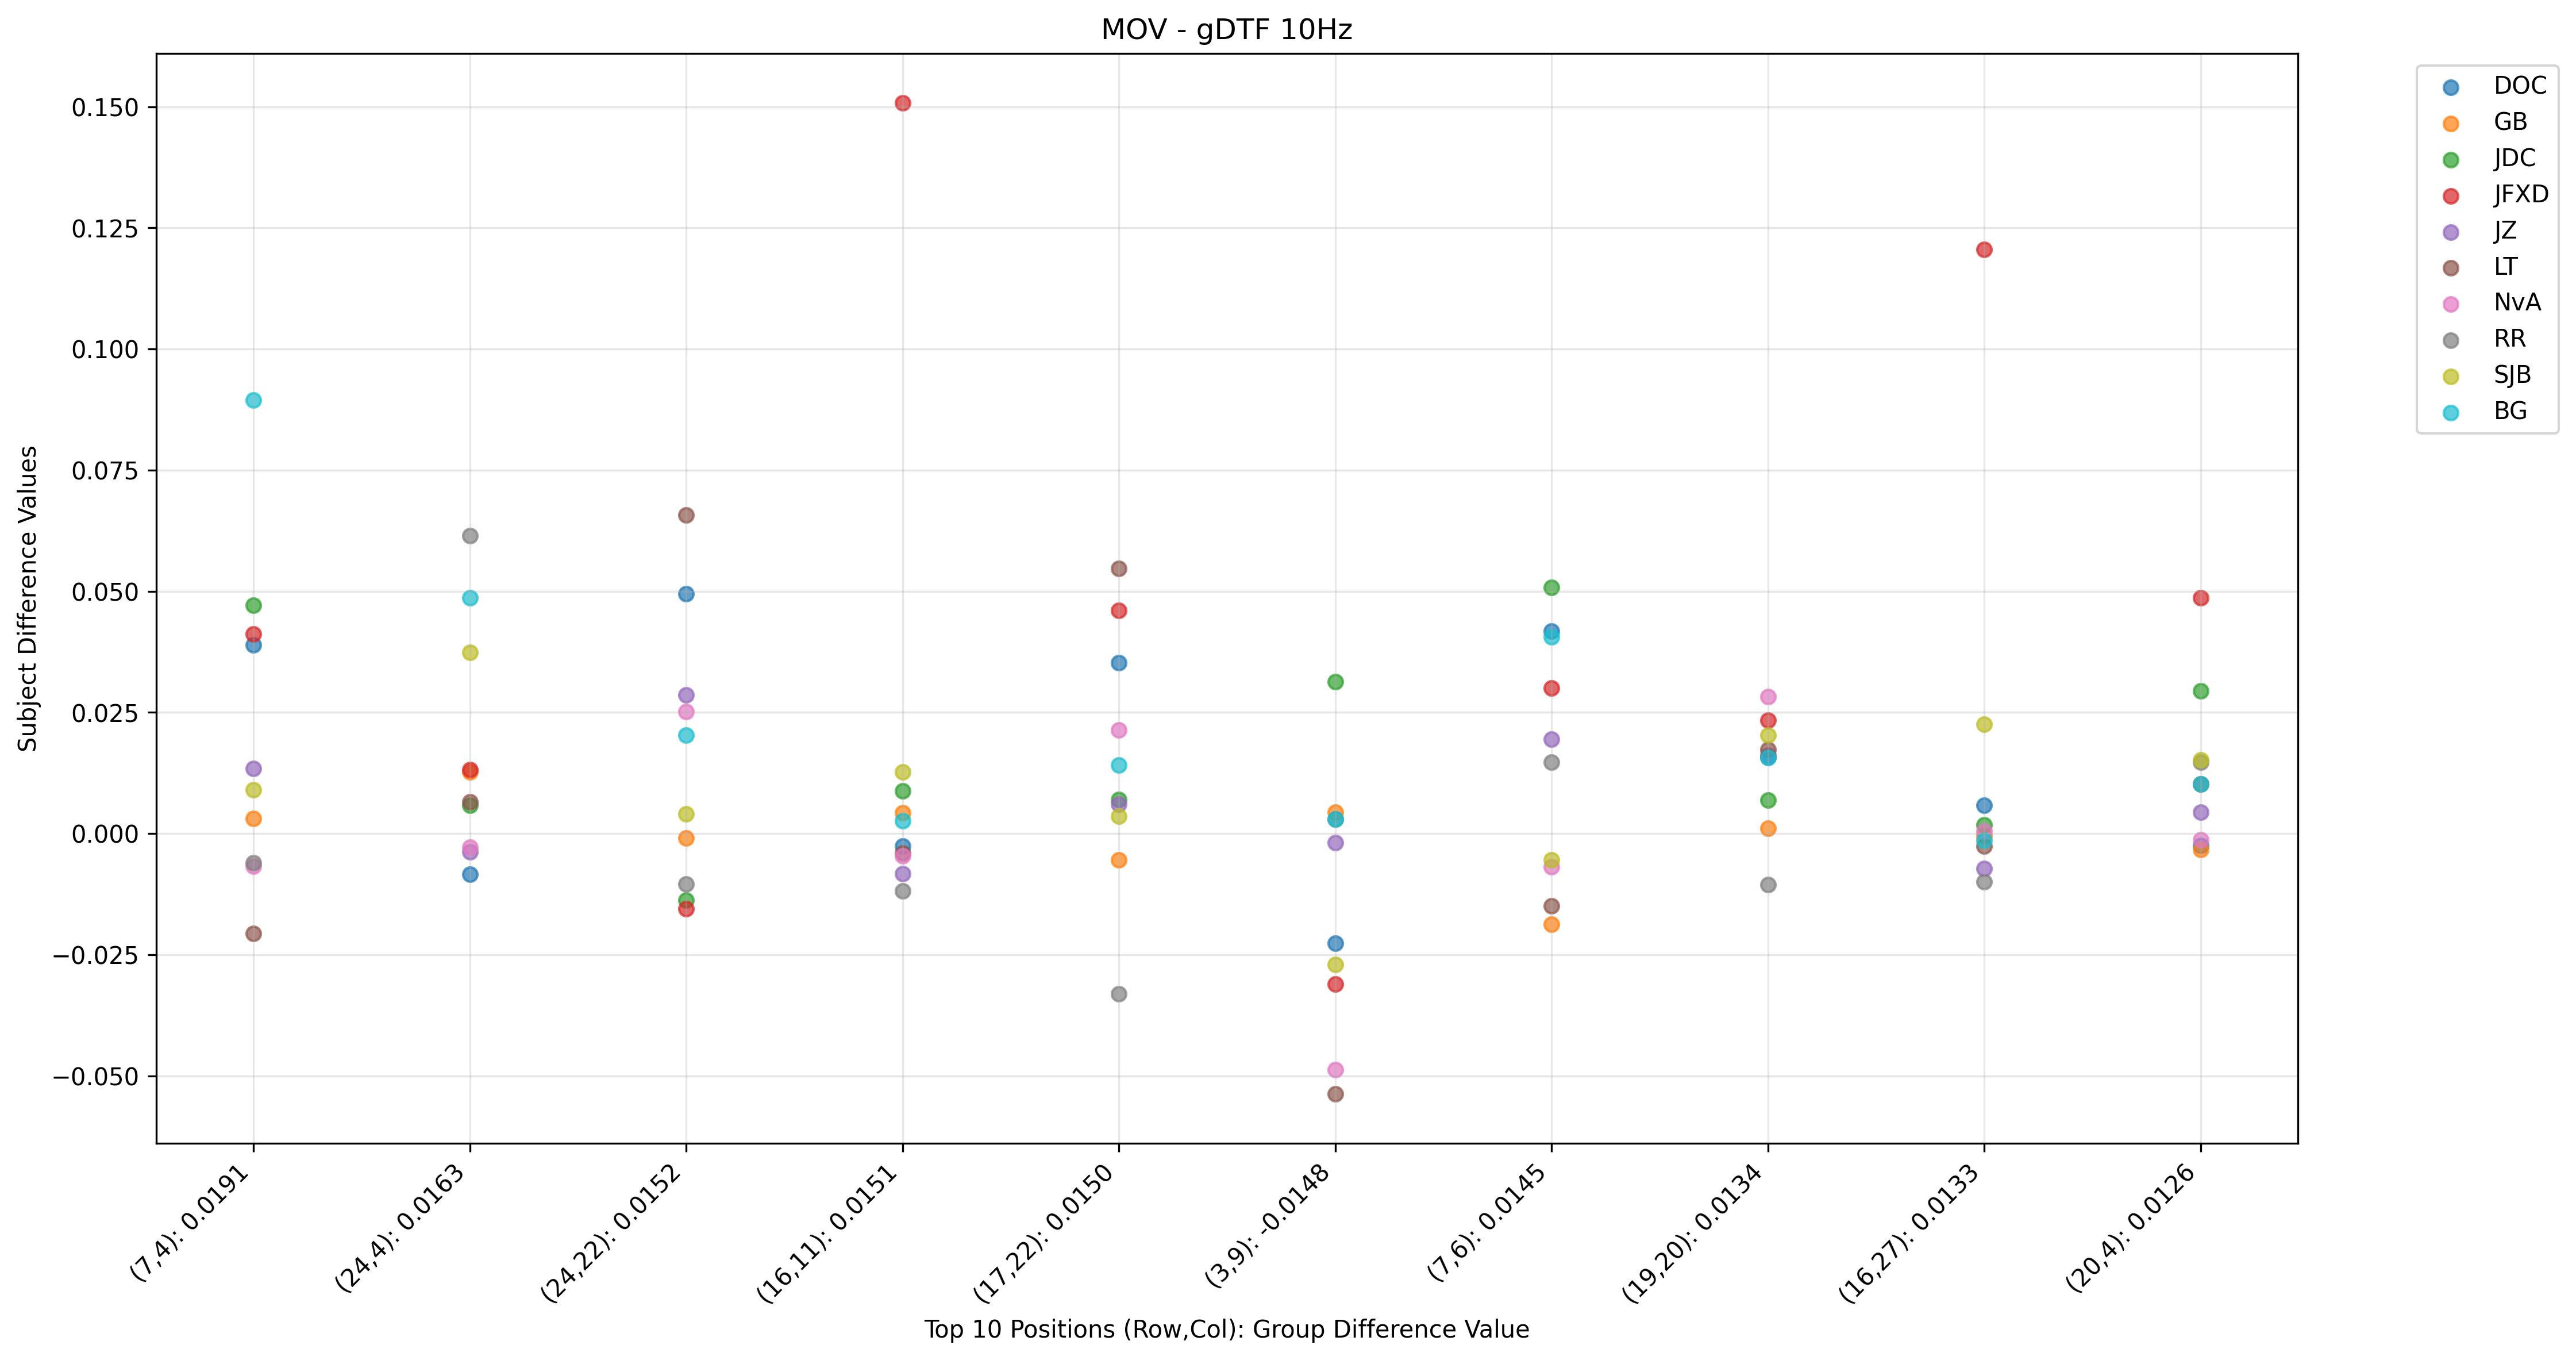 MOV - gDTF 10Hz
Subject Difference Values
0.150
0.125
0.100
0.075
0.050
0.025
0.000
−0.025
−0.050
(7,4): 0.0191
(24,4): 0.0163
(24,22): 0.0152
(16,11): 0.0151
(17,22): 0.0150
(3,9): -0.0148
(7,6): 0.0145
(19,20): 0.0134
(16,27): 0.0133
(20,4): 0.0126
Top 10 Positions (Row,Col): Group Difference Value
DOC
GB
JDC
JFXD
JZ
LT
NvA
RR
SJB
BG